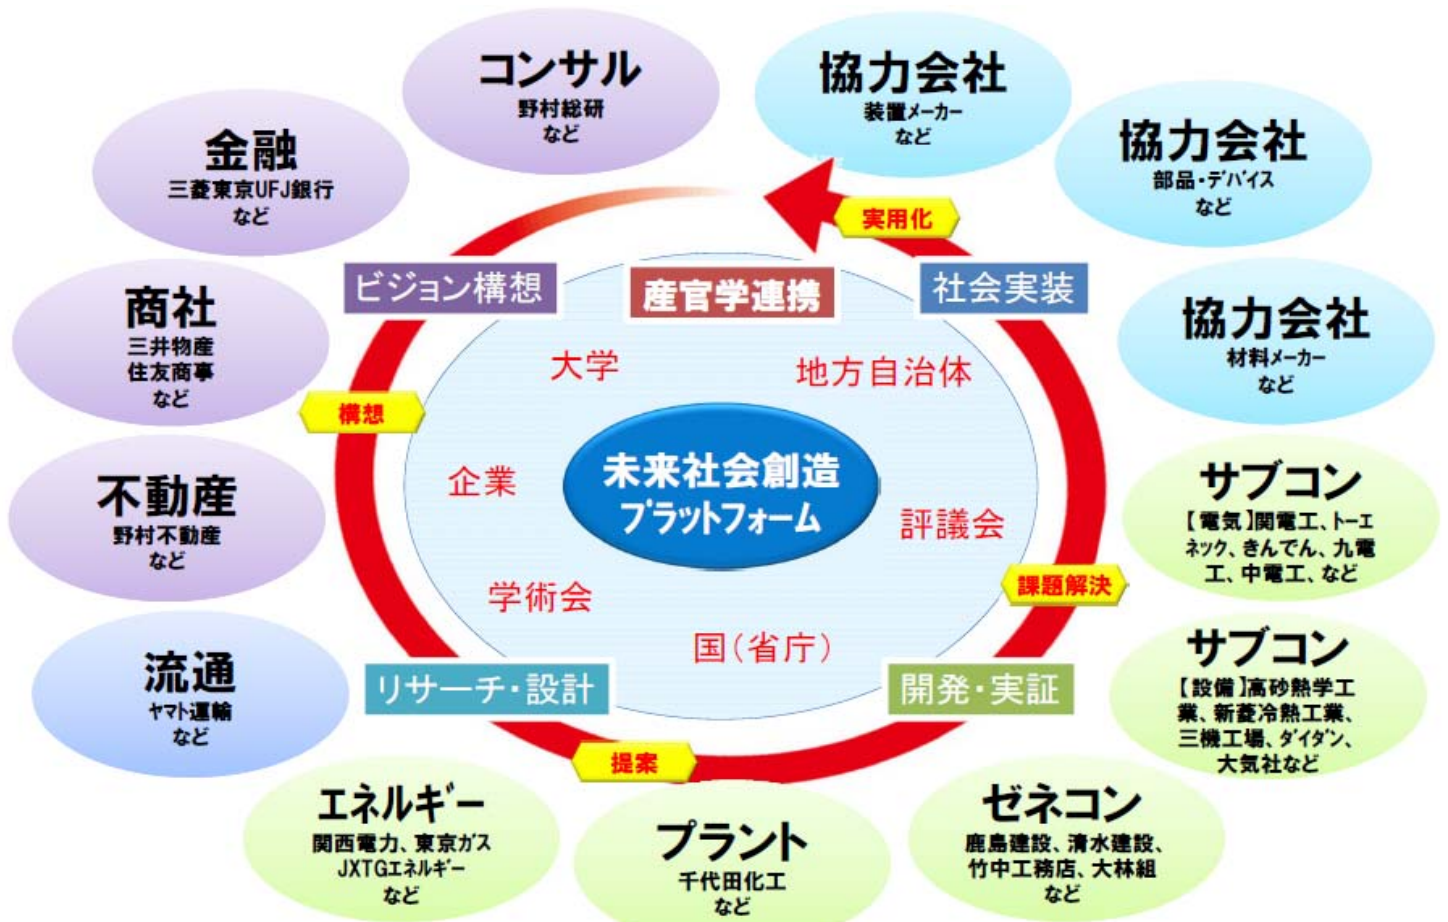 コンサル
野村総研
など
協力会社
装置メーカー
など
金融
三菱東京UFJ銀行
など
協力会社
部品・デバイス
など
実用化
ビジョン構想
産官学連携
社会実装
商社
三井物産
住友商事
など
協力会社
材料メーカー
など
大学
地方自治体
構想
未来社会創造
プラットフォーム
企業
評議会
不動産
野村不動産
など
サブコン
【電気】関電工、トーエ
ネック、きんでん、九電
工、中電工、など
課題解決
学術会
国(省庁)
流通
ヤマト運輸
など
リサーチ・設計
開発・実証
サブコン
【設備】高砂熱学工
業、新菱冷熱工業、
三機工場、ダイダン、
大気社など
提案
エネルギー
関西電力、東京ガス
JXTGエネルギー
など
プラント
千代田化工
など
ゼネコン
鹿島建設、清水建設、
竹中工務店、大林組
など